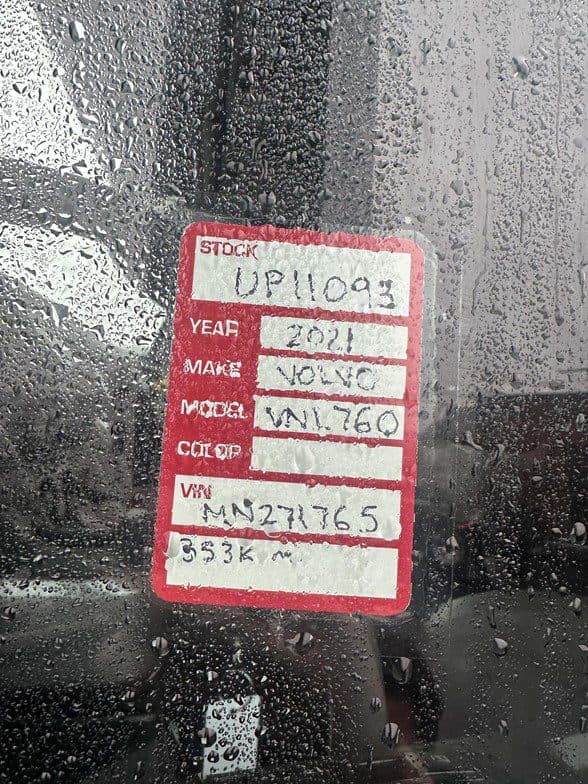 STOCK
UP11093
YEAR 2021
MAKE VOLVO
MODEL VNL760
COLOR
VIN
MN271765
353K m